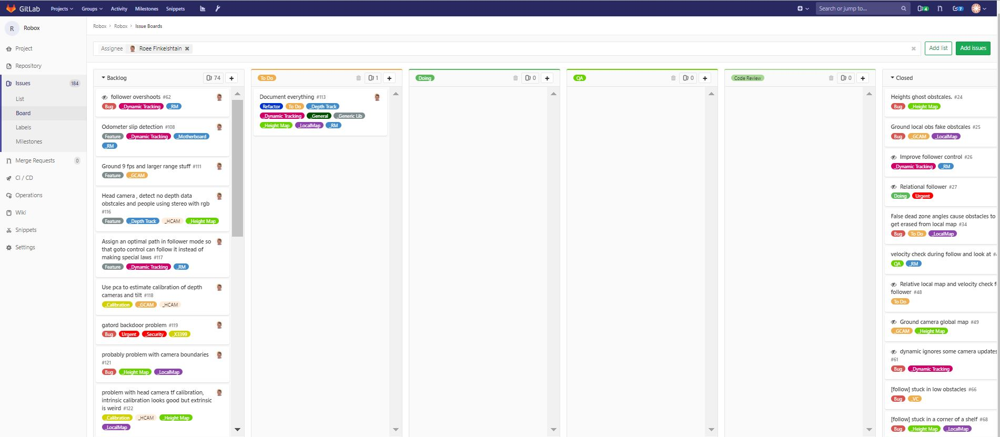 GitLab Projects Groups Activity Milestones Snippets Search or jump to... 4 7
R Robox
Robox > Robox > Issue Boards
Project
Repository
Issues 184
List
Board
Labels
Milestones
Merge Requests 0
CI / CD
Operations
Wiki
Snippets
Settings
Assignee Roee Finkelshtain Add list Add issues
Backlog 74
follower overshoots #62
Bug _Dynamic Tracking _RM
Odometer slip detection #108
Feature _Dynamic Tracking _Motherboard
_RM
Ground 9 fps and larger range stuff #111
Feature _GCAM
Head camera , detect no depth data
obstcales and people using stereo with rgb
#116
Feature _Depth Track _HCAM _Height Map
Assign an optimal path in follower mode so
that goto control can follow it instead of
making special laws #117
Feature _Dynamic Tracking _RM
Use pca to estimate calibration of depth
cameras and tilt #118
_Calibration _GCAM _HCAM
gatord backdoor problem #119
Bug Urgent _Security _X3399
probably problem with camera boundaries
#121
Bug _Height Map _LocalMap
problem with head camera tf calibration,
intrinsic calibration looks good but extrinsic
is weird #122
_Calibration _HCAM _Height Map
_LocalMap
To Do 1
Document everything #113
Refactor To Do _Depth Track
_Dynamic Tracking _General _Generic Lib
_Height Map _LocalMap _RM
Doing 0
QA 0
Code Review 0
Closed
Heights ghost obstcales. #24
Bug _Height Map
Ground local obs fake obstcales #25
Bug _GCAM _LocalMap
Improve follower control #26
_Dynamic Tracking _RM
Relational follower #27
Doing Urgent
False dead zone angles cause obstacles to
get erased from local map #34
Bug To Do _LocalMap
velocity check during follow and look at
QA _RM
Relative local map and velocity check
follower #48
To Do
Ground camera global map #49
_GCAM _Height Map
dynamic ignores some camera updates
#61
Bug _Dynamic Tracking
[follow] stuck in low obstacles #66
Bug _VC
[follow] stuck in a corner of a shelf #68
Bug _Height Map _LocalMap